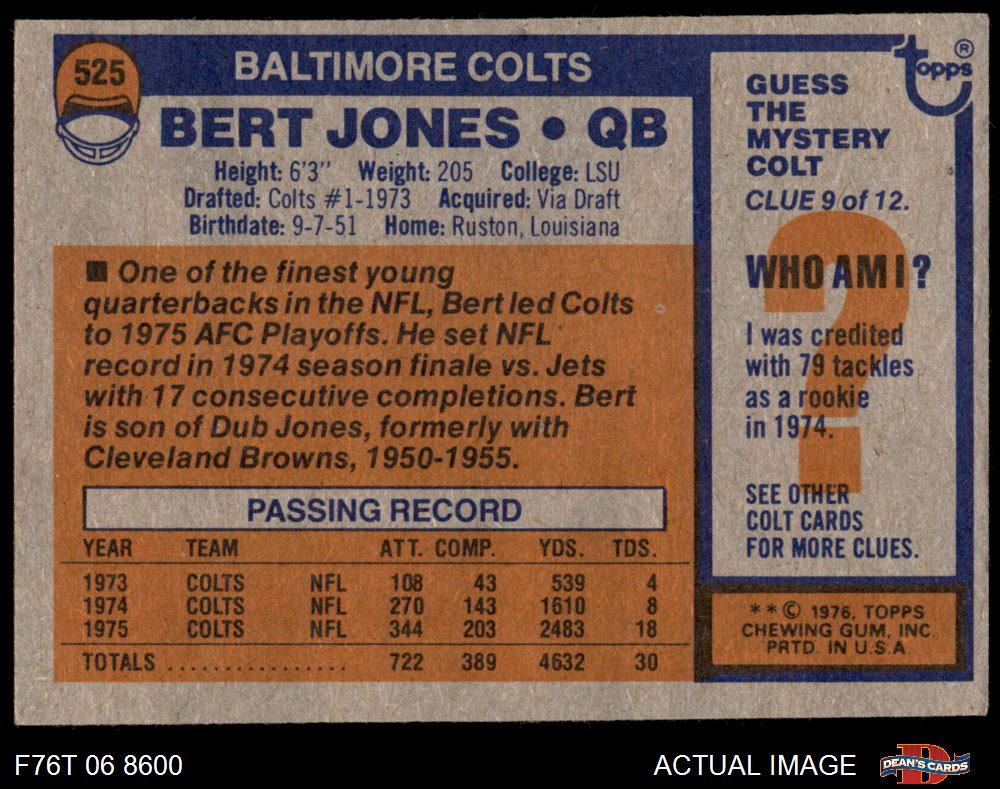 525
BALTIMORE COLTS
BERT JONES • QB
Height: 6'3'' Weight: 205 College: LSU
Drafted: Colts #1-1973 Acquired: Via Draft
Birthdate: 9-7-51 Home: Ruston, Louisiana
■ One of the finest young
quarterbacks in the NFL, Bert led Colts
to 1975 AFC Playoffs. He set NFL
record in 1974 season finale vs. Jets
with 17 consecutive completions. Bert
is son of Dub Jones, formerly with
Cleveland Browns, 1950-1955.
PASSING RECORD
YEAR TEAM ATT. COMP. YDS. TDS.
1973 COLTS NFL 108 43 539 4
1974 COLTS NFL 270 143 1610 8
1975 COLTS NFL 344 203 2483 18
TOTALS ................ 722 389 4632 30
topps ®
GUESS
THE
MYSTERY
COLT
CLUE 9 of 12.
?
WHO AM I?
I was credited
with 79 tackles
as a rookie
in 1974.
SEE OTHER
COLT CARDS
FOR MORE CLUES.
**© 1976, TOPPS
CHEWING GUM, INC.
PRTD. IN U.S.A.
F76T 06 8600
ACTUAL IMAGE
D
DEAN'S CARDS